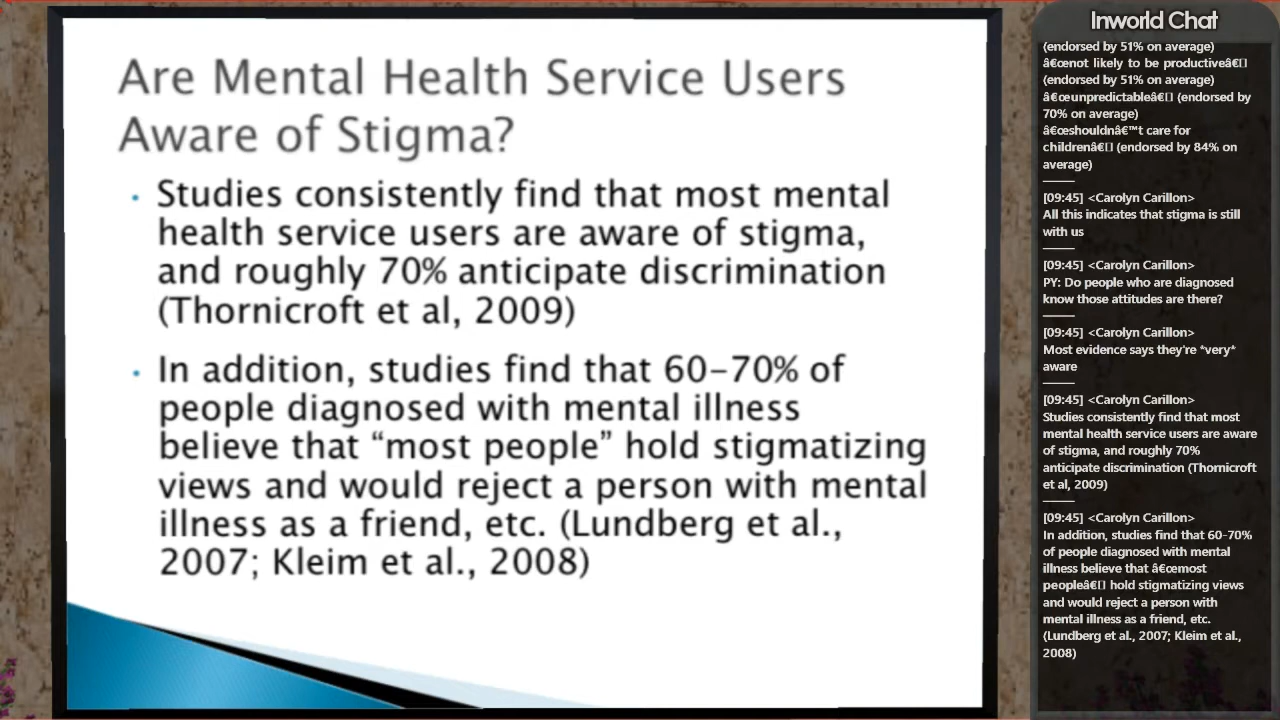 Are Mental Health Service Users
Aware of Stigma?
• Studies consistently find that most mental
health service users are aware of stigma,
and roughly 70% anticipate discrimination
(Thornicroft et al, 2009)
• In addition, studies find that 60–70% of
people diagnosed with mental illness
believe that “most people” hold stigmatizing
views and would reject a person with mental
illness as a friend, etc. (Lundberg et al.,
2007; Kleim et al., 2008)
Inworld Chat
(endorsed by 51% on average)
“not likely to be productiveâ€
(endorsed by 51% on average)
“unpredictableâ€ (endorsed by
70% on average)
“shouldn’t care for
childrenâ€ (endorsed by 84% on
average)
[09:45] <Carolyn Carillon>
All this indicates that stigma is still
with us
[09:45] <Carolyn Carillon>
PY: Do people who are diagnosed
know those attitudes are there?
[09:45] <Carolyn Carillon>
Most evidence says they're *very*
aware
[09:45] <Carolyn Carillon>
Studies consistently find that most
mental health service users are aware
of stigma, and roughly 70%
anticipate discrimination (Thornicroft
et al, 2009)
[09:45] <Carolyn Carillon>
In addition, studies find that 60-70%
of people diagnosed with mental
illness believe that “most
peopleâ€ hold stigmatizing views
and would reject a person with
mental illness as a friend, etc.
(Lundberg et al., 2007; Kleim et al.,
2008)